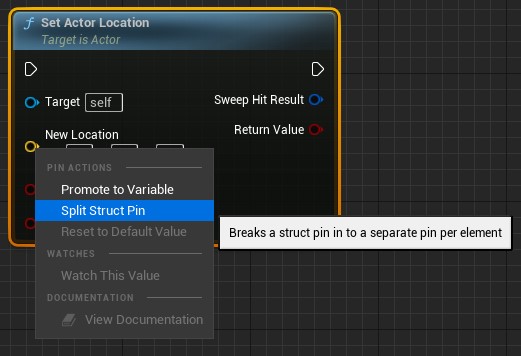 Set Actor Location
Target is Actor
Target self
Sweep Hit Result
New Location
Return Value
PIN ACTIONS
Promote to Variable
Split Struct Pin
Reset to Default Value
Breaks a struct pin in to a separate pin per element
WATCHES
Watch This Value
DOCUMENTATION
View Documentation